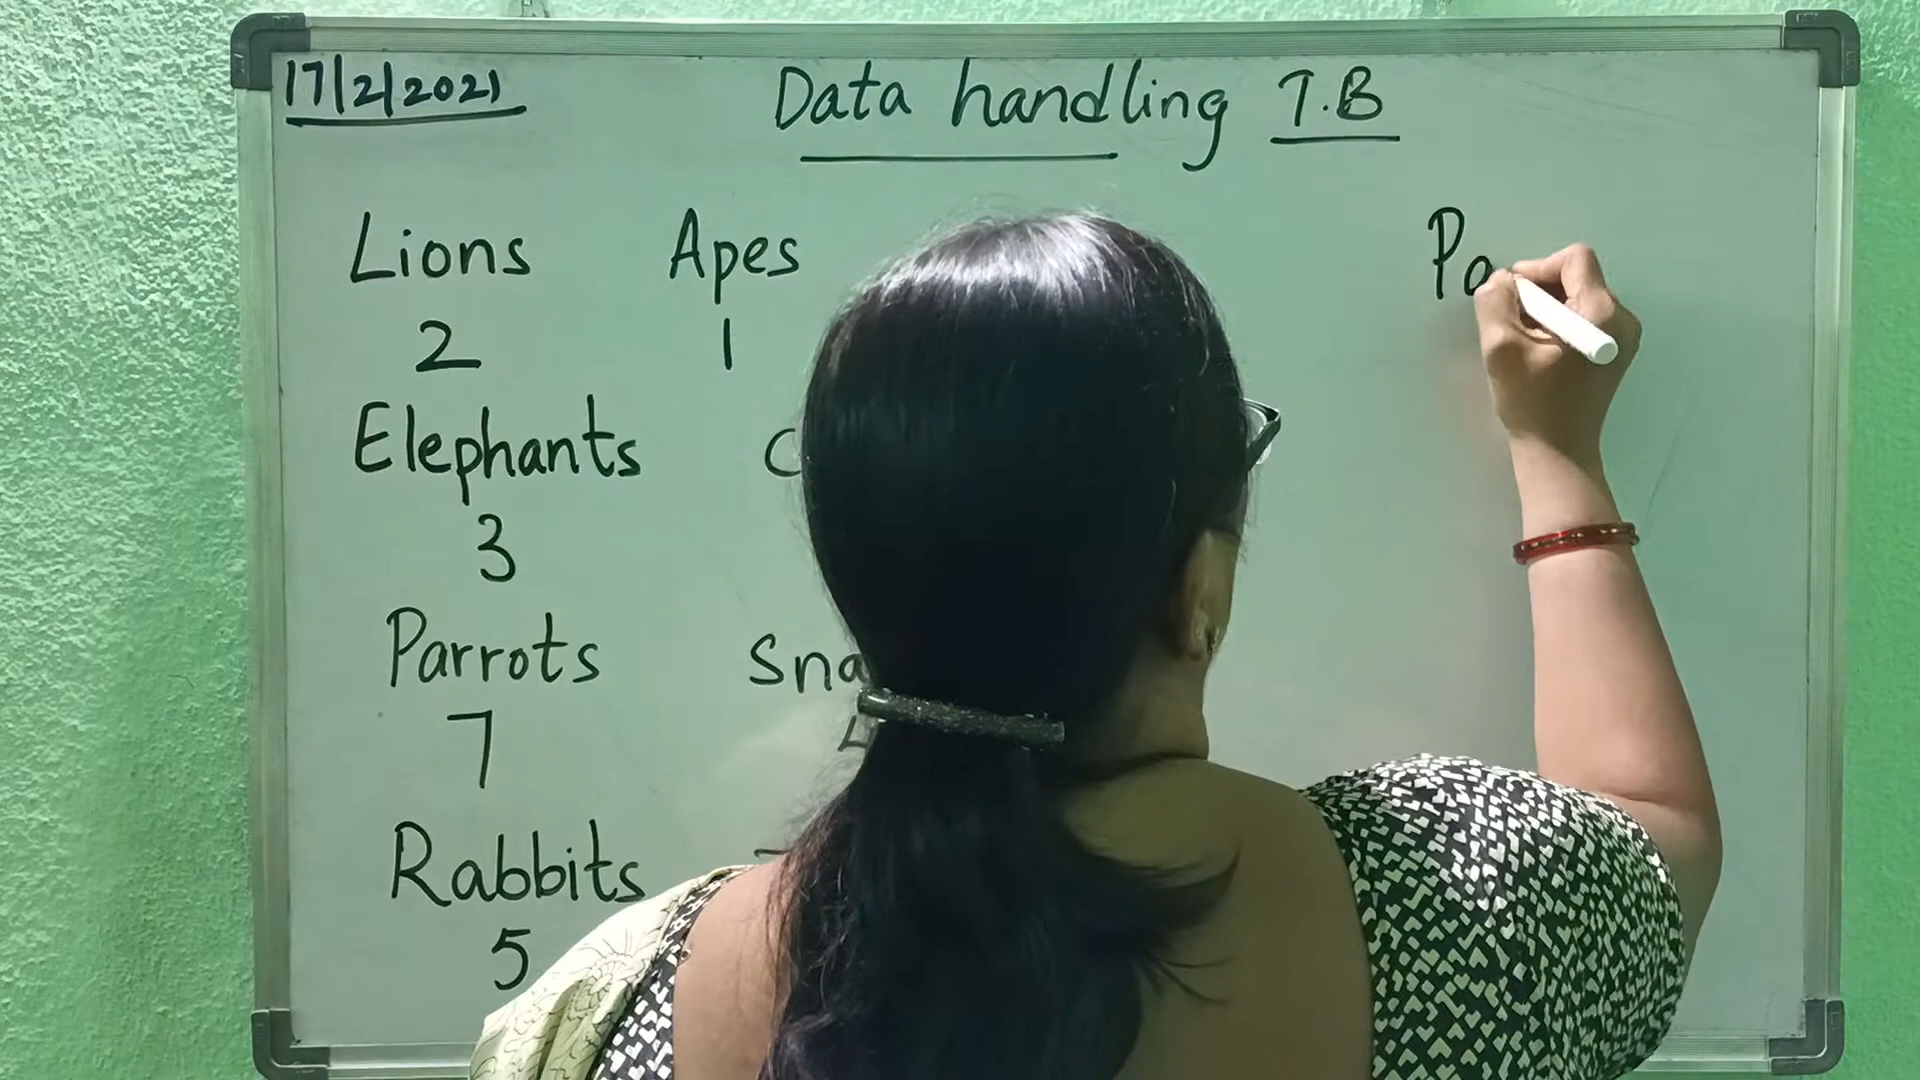 17/2/2021
Data handling T.B
Lions Apes
2 1
Elephants
3
Parrots
7
Rabbits
5